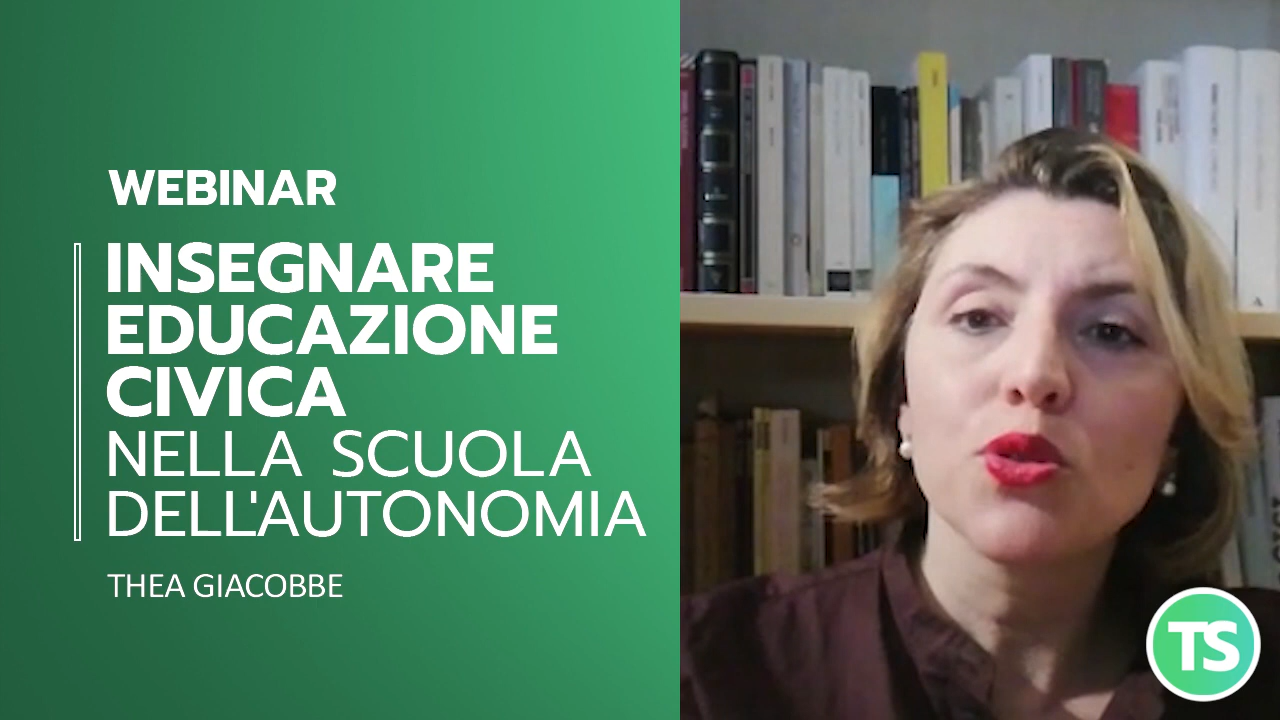 WEBINAR
INSEGNARE
EDUCAZIONE
CIVICA
NELLA SCUOLA
DELL'AUTONOMIA
THEA GIACOBBE
TS